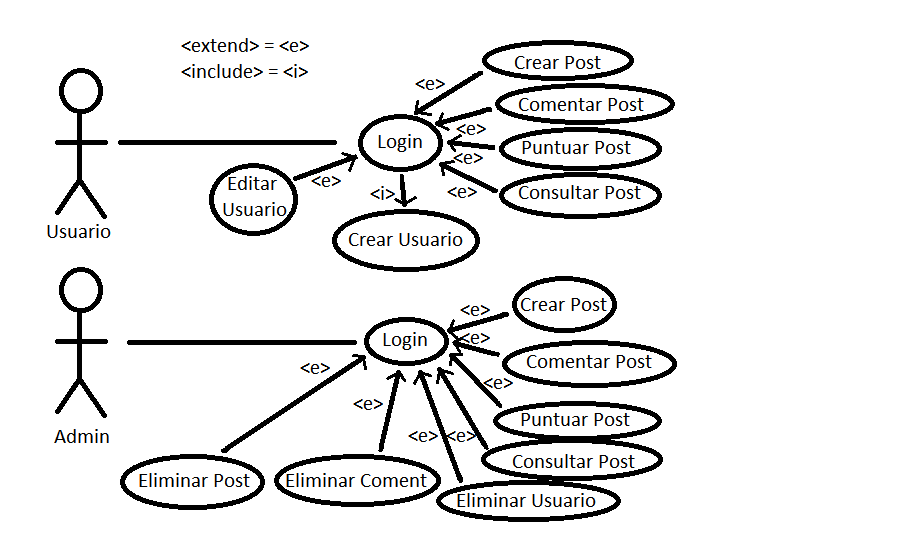 <extend> = <e>
<include> = <i>
Crear Post
<e>
Comentar Post
<e>
Login
Puntuar Post
<e>
Editar
Usuario
<e>
<i>
<e>
Consultar Post
Usuario
Crear Usuario
Crear Post
<e>
Login
<e>
Comentar Post
<e>
<e>
<e>
Puntuar Post
Admin
<e>
<e>
Consultar Post
Eliminar Post
Eliminar Coment
Eliminar Usuario